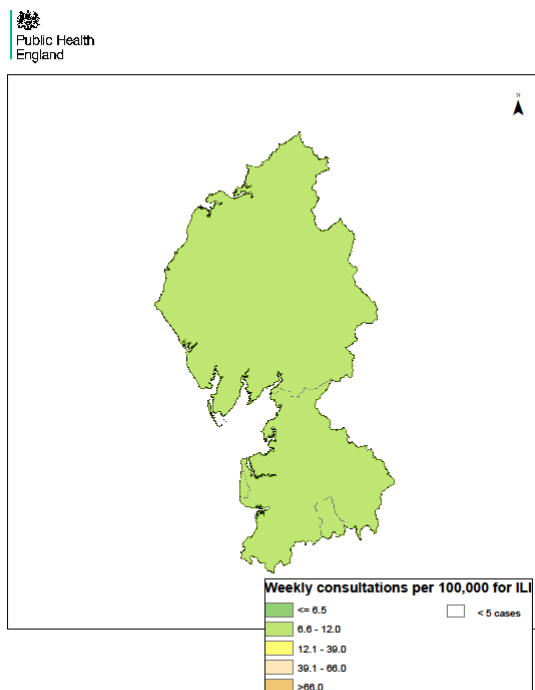 Public Health
England
N
Weekly consultations per 100,000 for ILI
<= 6.5
< 5 cases
6.6 - 12.0
12.1 - 39.0
39.1 - 66.0
>66.0